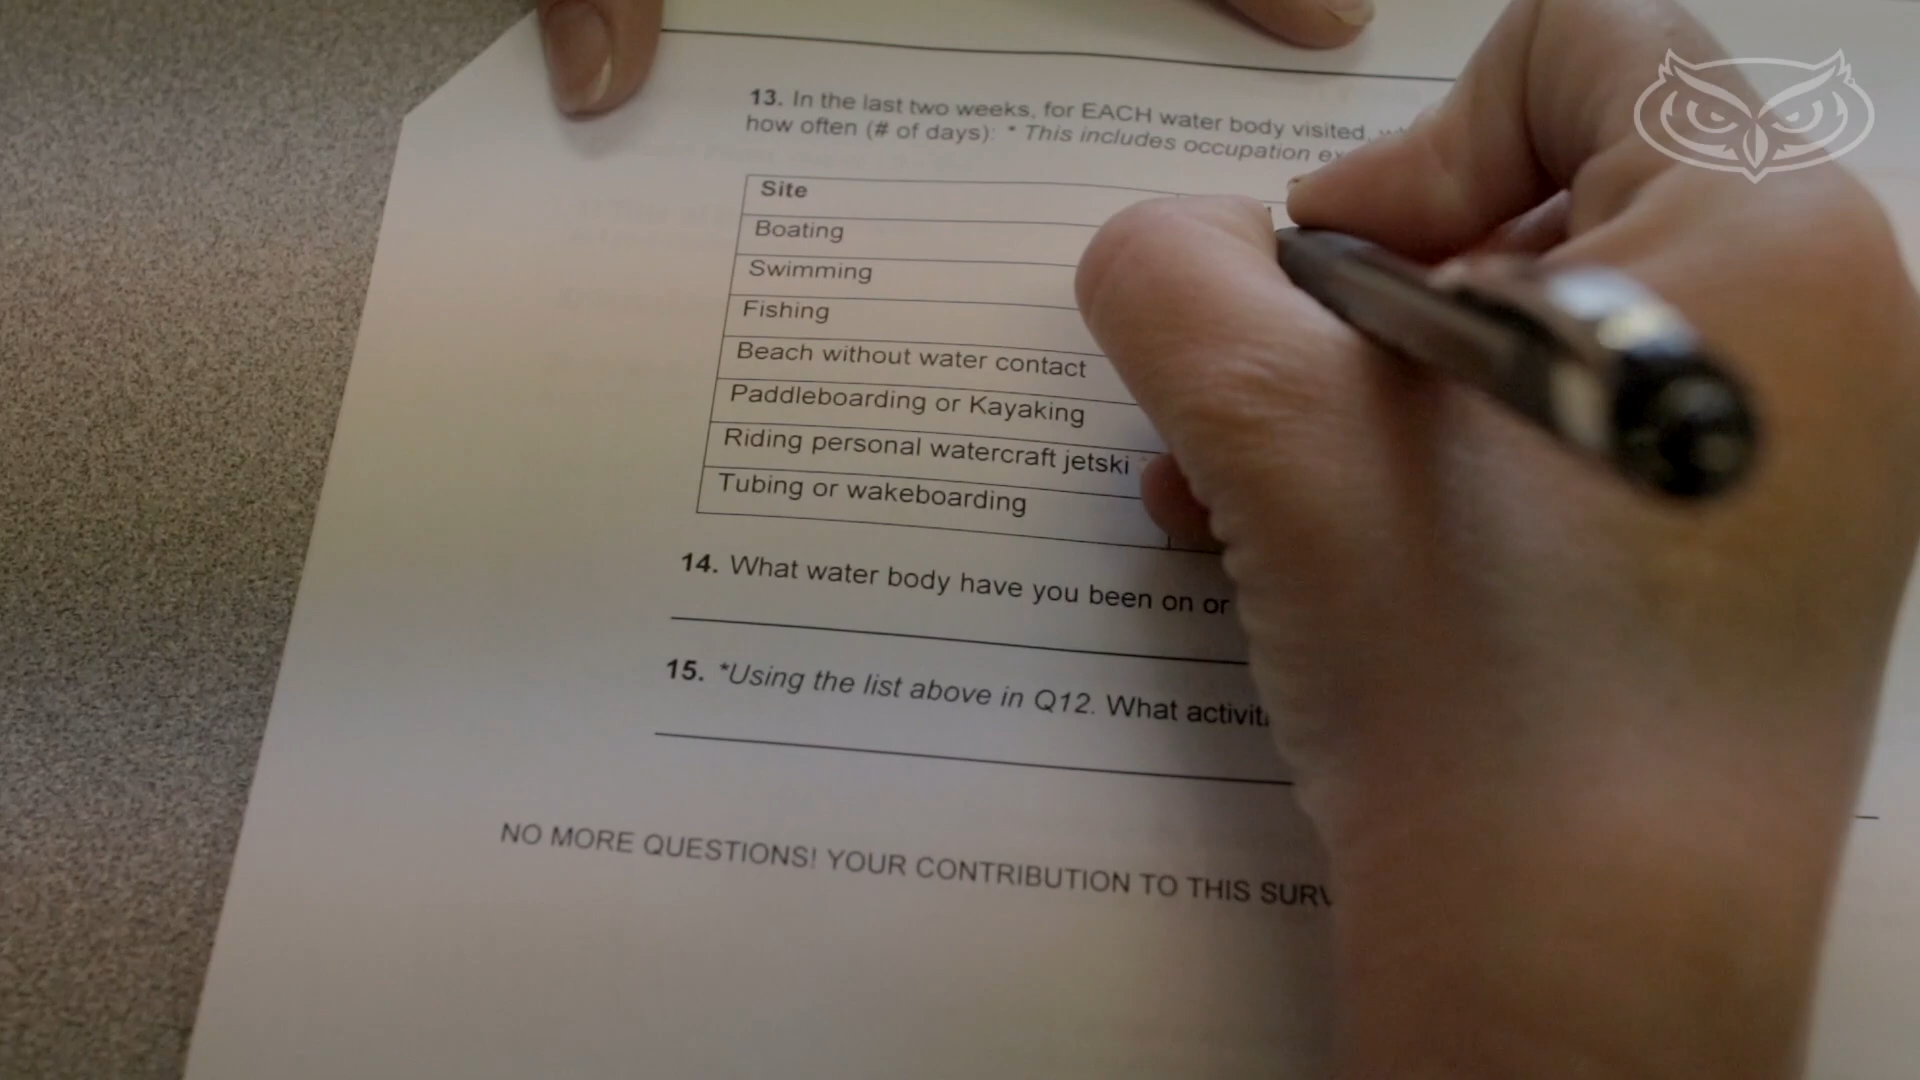 13. In the last two weeks, for EACH water body visited,
how often (# of days): * This includes occupation
Site
Boating
Swimming
Fishing
Beach without water contact
Paddleboarding or Kayaking
Riding personal watercraft jetski
Tubing or wakeboarding
14. What water body have you been on or
15. *Using the list above in Q12. What
NO MORE QUESTIONS! YOUR CONTRIBUTION TO THIS